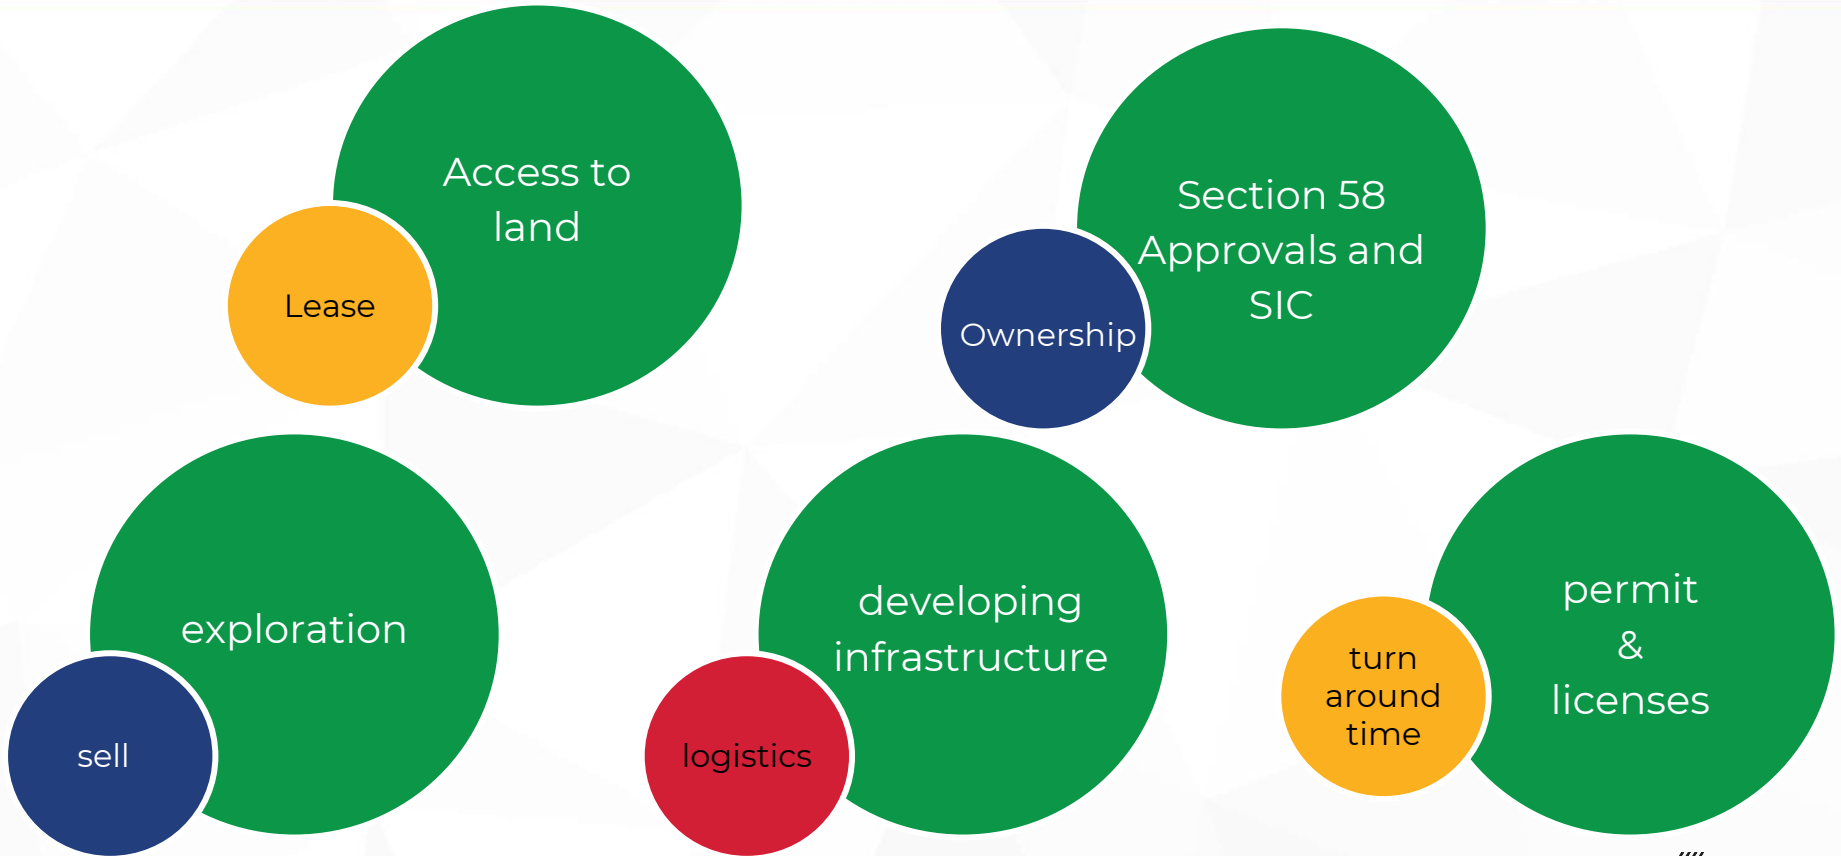 Access to
land
Lease
Section 58
Approvals and
SIC
Ownership
exploration
sell
developing
infrastructure
logistics
permit
&
licenses
turn
around
time